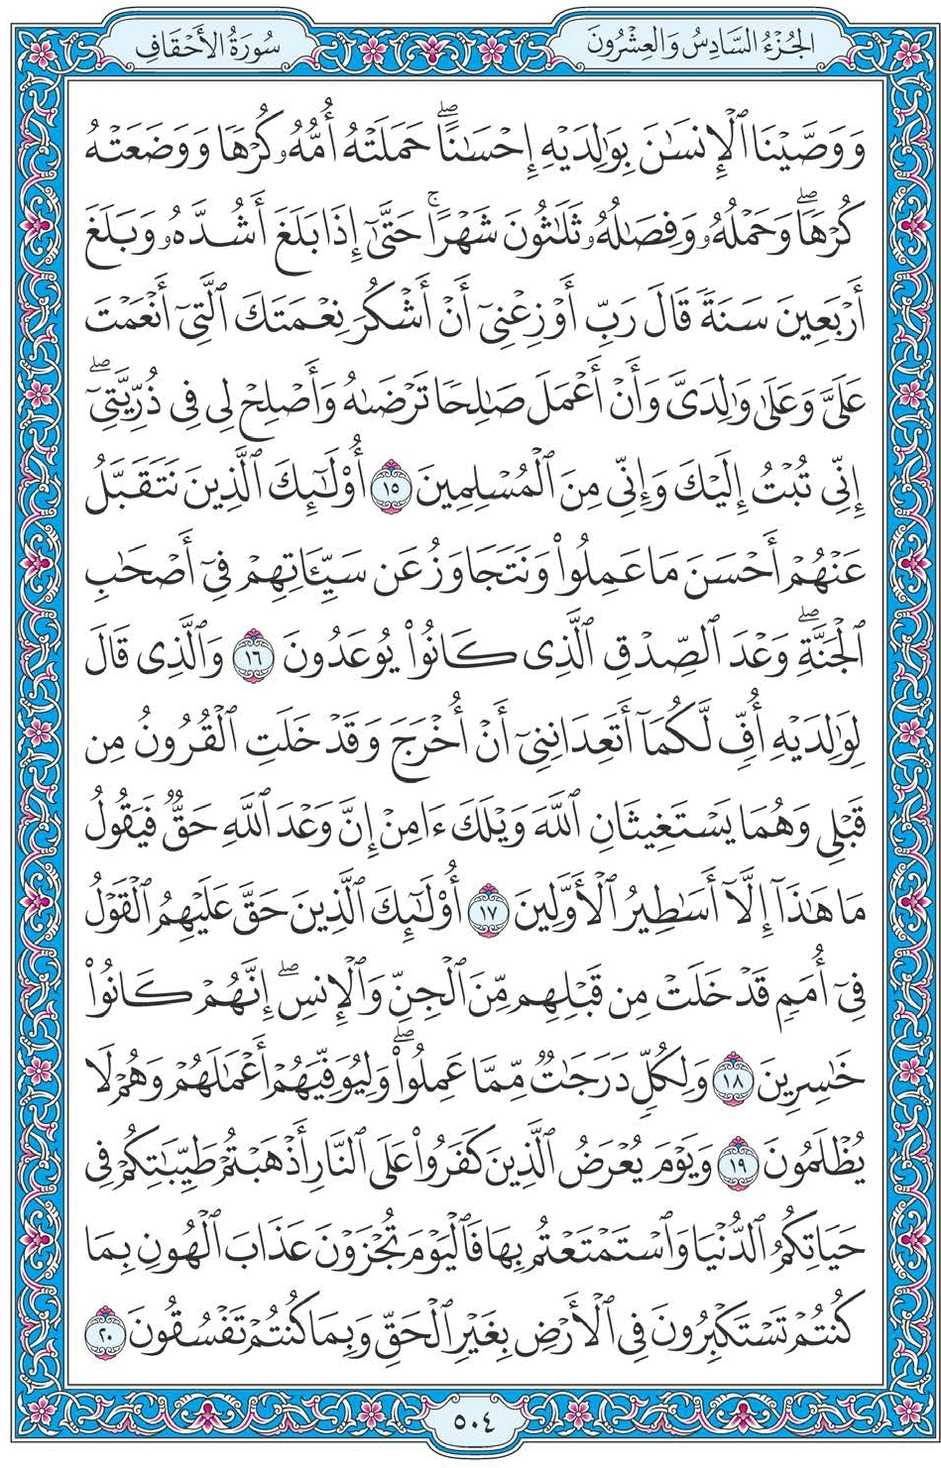 الجُزْءُ السَّادِسُ وَالعِشْرُونَ
سُورَةُ الأَحْقَافِ
وَوَصَّيْنَا ٱلْإِنسَٰنَ بِوَٰلِدَيْهِ إِحْسَٰنًاۖ حَمَلَتْهُ أُمُّهُۥ كُرْهًا وَوَضَعَتْهُ
كُرْهًاۖ وَحَمْلُهُۥ وَفِصَٰلُهُۥ ثَلَٰثُونَ شَهْرًاۚ حَتَّىٰٓ إِذَا بَلَغَ أَشُدَّهُۥ وَبَلَغَ
أَرْبَعِينَ سَنَةً قَالَ رَبِّ أَوْزِعْنِىٓ أَنْ أَشْكُرَ نِعْمَتَكَ ٱلَّتِىٓ أَنْعَمْتَ
عَلَىَّ وَعَلَىٰ وَٰلِدَىَّ وَأَنْ أَعْمَلَ صَٰلِحًا تَرْضَىٰهُ وَأَصْلِحْ لِى فِى ذُرِّيَّتِىٓۖ
إِنِّى تُبْتُ إِلَيْكَ وَإِنِّى مِنَ ٱلْمُسْلِمِينَ ١٥ أُو۟لَٰٓئِكَ ٱلَّذِينَ نَتَقَبَّلُ
عَنْهُمْ أَحْسَنَ مَا عَمِلُوا۟ وَنَتَجَاوَزُ عَن سَيِّـَٔاتِهِمْ فِىٓ أَصْحَٰبِ
ٱلْجَنَّةِۖ وَعْدَ ٱلصِّدْقِ ٱلَّذِى كَانُوا۟ يُوعَدُونَ ١٦ وَٱلَّذِى قَالَ
لِوَٰلِدَيْهِ أُفٍّ لَّكُمَآ أَتَعِدَانِنِىٓ أَنْ أُخْرَجَ وَقَدْ خَلَتِ ٱلْقُرُونُ مِن
قَبْلِى وَهُمَا يَسْتَغِيثَانِ ٱللَّهَ وَيْلَكَ ءَامِنْ إِنَّ وَعْدَ ٱللَّهِ حَقٌّ فَيَقُولُ
مَا هَٰذَآ إِلَّآ أَسَٰطِيرُ ٱلْأَوَّلِينَ ١٧ أُو۟لَٰٓئِكَ ٱلَّذِينَ حَقَّ عَلَيْهِمُ ٱلْقَوْلُ
فِىٓ أُمَمٍ قَدْ خَلَتْ مِن قَبْلِهِم مِّنَ ٱلْجِنِّ وَٱلْإِنسِۖ إِنَّهُمْ كَانُوا۟
خَٰسِرِينَ ١٨ وَلِكُلٍّ دَرَجَٰتٌ مِّمَّا عَمِلُوا۟ۖ وَلِيُوَفِّيَهُمْ أَعْمَٰلَهُمْ وَهُمْ لَا
يُظْلَمُونَ ١٩ وَيَوْمَ يُعْرَضُ ٱلَّذِينَ كَفَرُوا۟ عَلَى ٱلنَّارِ أَذْهَبْتُمْ طَيِّبَٰتِكُمْ فِى
حَيَاتِكُمُ ٱلدُّنْيَا وَٱسْتَمْتَعْتُم بِهَا فَٱلْيَوْمَ تُجْزَوْنَ عَذَابَ ٱلْهُونِ بِمَا
كُنتُمْ تَسْتَكْبِرُونَ فِى ٱلْأَرْضِ بِغَيْرِ ٱلْحَقِّ وَبِمَا كُنتُمْ تَفْسُقُونَ ٢٠
٥٠٤